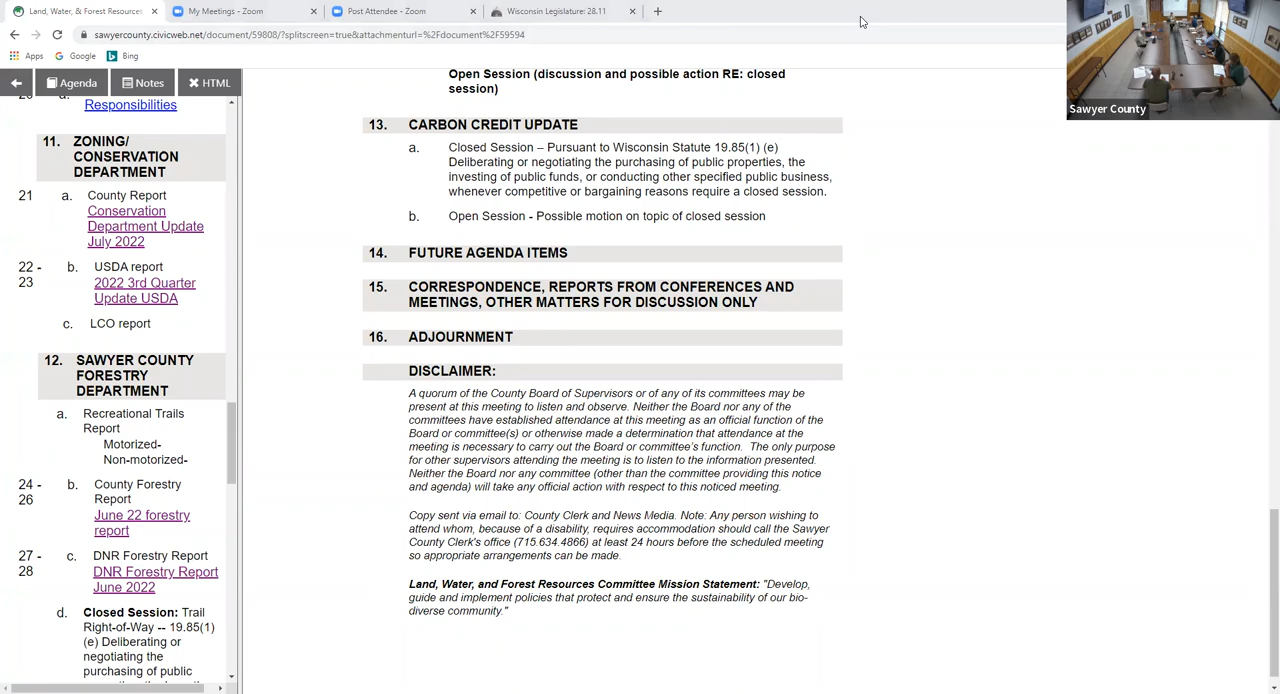 Land, Water, & Forest Resources
My Meetings - Zoom
Post Attendee - Zoom
Wisconsin Legislature: 28.11
sawyercounty.civicweb.net/document/59808/?splitscreen=true&attachmenturl=%2Fdocument%2F59594
Apps
Google
Bing
Agenda
Notes
HTML
Sawyer County
a.
Responsibilities
11. ZONING/
CONSERVATION
DEPARTMENT
21 a. County Report
Conservation
Department Update
July 2022
22 - b. USDA report
23 2022 3rd Quarter
Update USDA
c. LCO report
12. SAWYER COUNTY
FORESTRY
DEPARTMENT
a. Recreational Trails
Report
Motorized-
Non-motorized-
24 - b. County Forestry
26 Report
June 22 forestry
report
27 - c. DNR Forestry Report
28 DNR Forestry Report
June 2022
d. Closed Session: Trail
Right-of-Way -- 19.85(1)
(e) Deliberating or
negotiating the
purchasing of public
Open Session (discussion and possible action RE: closed
session)
13. CARBON CREDIT UPDATE
a. Closed Session – Pursuant to Wisconsin Statute 19.85(1) (e)
Deliberating or negotiating the purchasing of public properties, the
investing of public funds, or conducting other specified public business,
whenever competitive or bargaining reasons require a closed session.
b. Open Session - Possible motion on topic of closed session
14. FUTURE AGENDA ITEMS
15. CORRESPONDENCE, REPORTS FROM CONFERENCES AND
MEETINGS, OTHER MATTERS FOR DISCUSSION ONLY
16. ADJOURNMENT
DISCLAIMER:
A quorum of the County Board of Supervisors or of any of its committees may be
present at this meeting to listen and observe. Neither the Board nor any of the
committees have established attendance at this meeting as an official function of the
Board or committee(s) or otherwise made a determination that attendance at the
meeting is necessary to carry out the Board or committee's function. The only purpose
for other supervisors attending the meeting is to listen to the information presented.
Neither the Board nor any committee (other than the committee providing this notice
and agenda) will take any official action with respect to this noticed meeting.
Copy sent via email to: County Clerk and News Media. Note: Any person wishing to
attend whom, because of a disability, requires accommodation should call the Sawyer
County Clerk's office (715.634.4866) at least 24 hours before the scheduled meeting
so appropriate arrangements can be made.
Land, Water, and Forest Resources Committee Mission Statement: "Develop,
guide and implement policies that protect and ensure the sustainability of our bio-
diverse community."